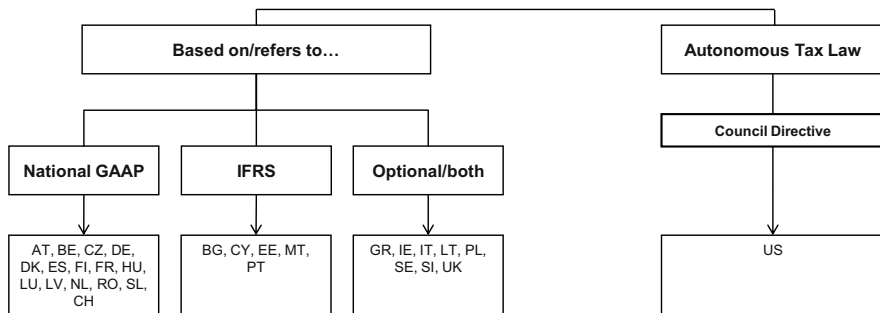 Based on/refers to…
Autonomous Tax Law
Council Directive
National GAAP
IFRS
Optional/both
AT, BE, CZ, DE,
DK, ES, FI, FR, HU,
LU, LV, NL, RO, SL,
CH
BG, CY, EE, MT,
PT
GR, IE, IT, LT, PL,
SE, SI, UK
US